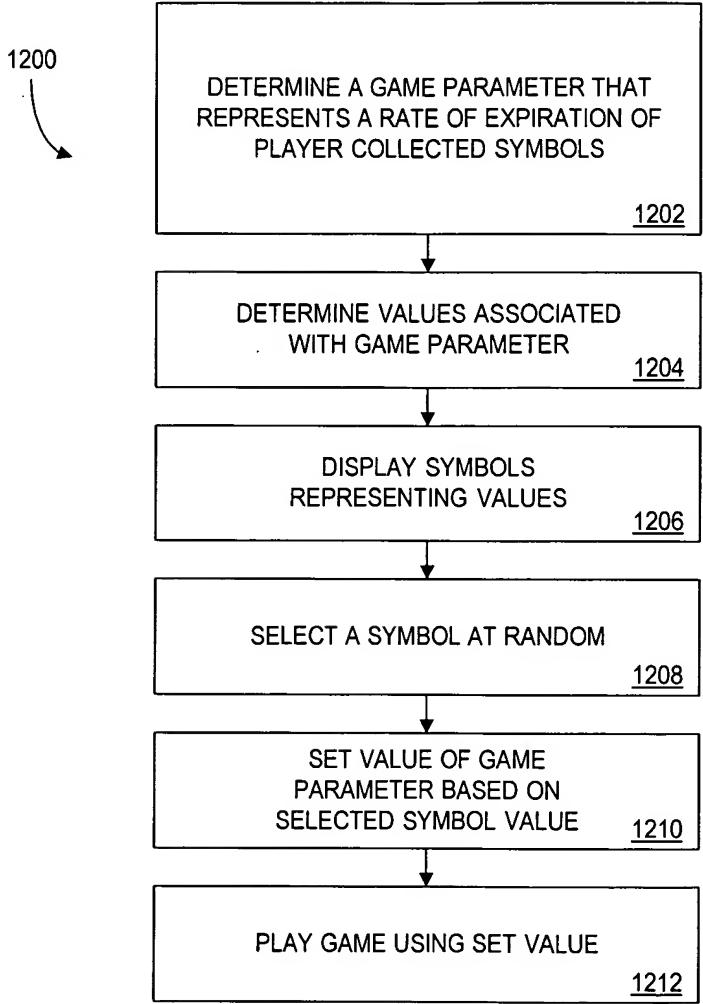 1200
DETERMINE A GAME PARAMETER THAT
REPRESENTS A RATE OF EXPIRATION OF
PLAYER COLLECTED SYMBOLS
1202
DETERMINE VALUES ASSOCIATED
WITH GAME PARAMETER
1204
DISPLAY SYMBOLS
REPRESENTING VALUES
1206
SELECT A SYMBOL AT RANDOM
1208
SET VALUE OF GAME
PARAMETER BASED ON
SELECTED SYMBOL VALUE
1210
PLAY GAME USING SET VALUE
1212